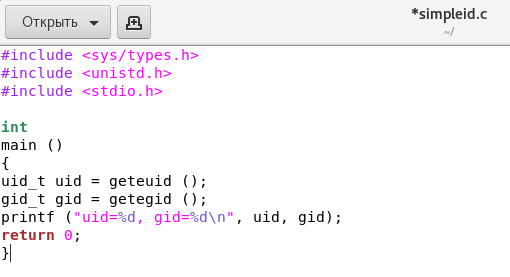 Открыть
*simpleid.c
~/
#include <sys/types.h>
#include <unistd.h>
#include <stdio.h>

int
main ()
{
uid_t uid = geteuid ();
gid_t gid = getegid ();
printf ("uid=%d, gid=%d\n", uid, gid);
return 0;
}